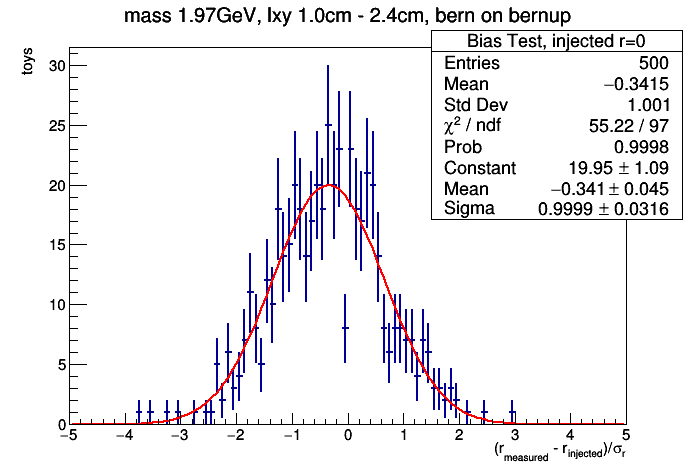 mass 1.97GeV, lxy 1.0cm - 2.4cm, bern on bernup
Bias Test, injected r=0
Entries 500
Mean −0.3415
Std Dev 1.001
χ² / ndf 55.22 / 97
Prob 0.9998
Constant 19.95 ± 1.09
Mean −0.341 ± 0.045
Sigma 0.9999 ± 0.0316
toys
30
25
20
15
10
5
0
−5 −4 −3 −2 −1 0 1 2 3 4 5
(r_measured - r_injected)/σ_r